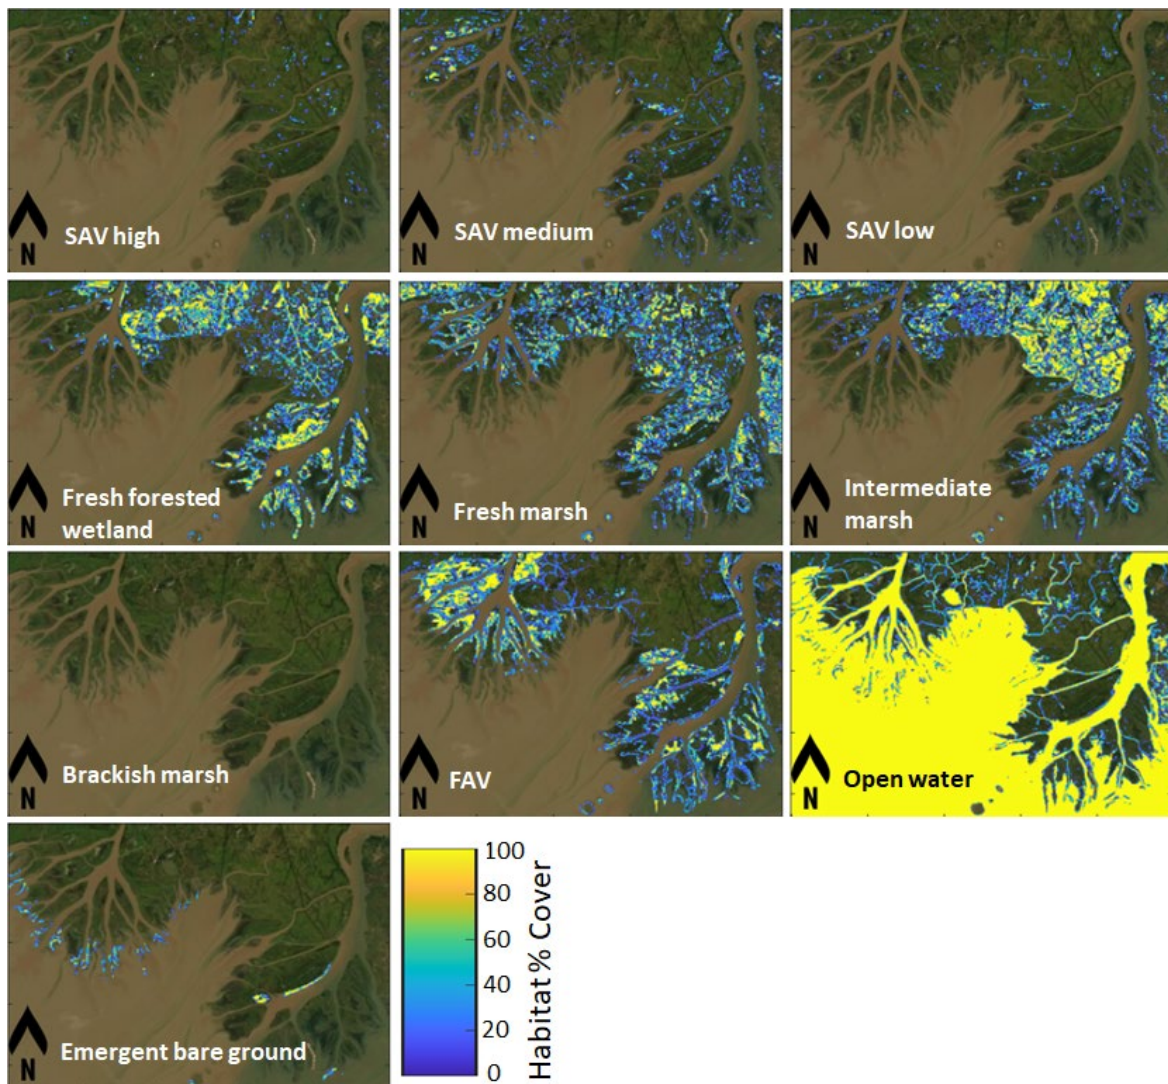 SAV high
N
SAV medium
N
SAV low
N
Fresh forested
wetland
N
Fresh marsh
N
Intermediate
marsh
N
Brackish marsh
N
FAV
N
Open water
N
Emergent bare ground
N
100
80
60
40
20
0
Habitat % Cover